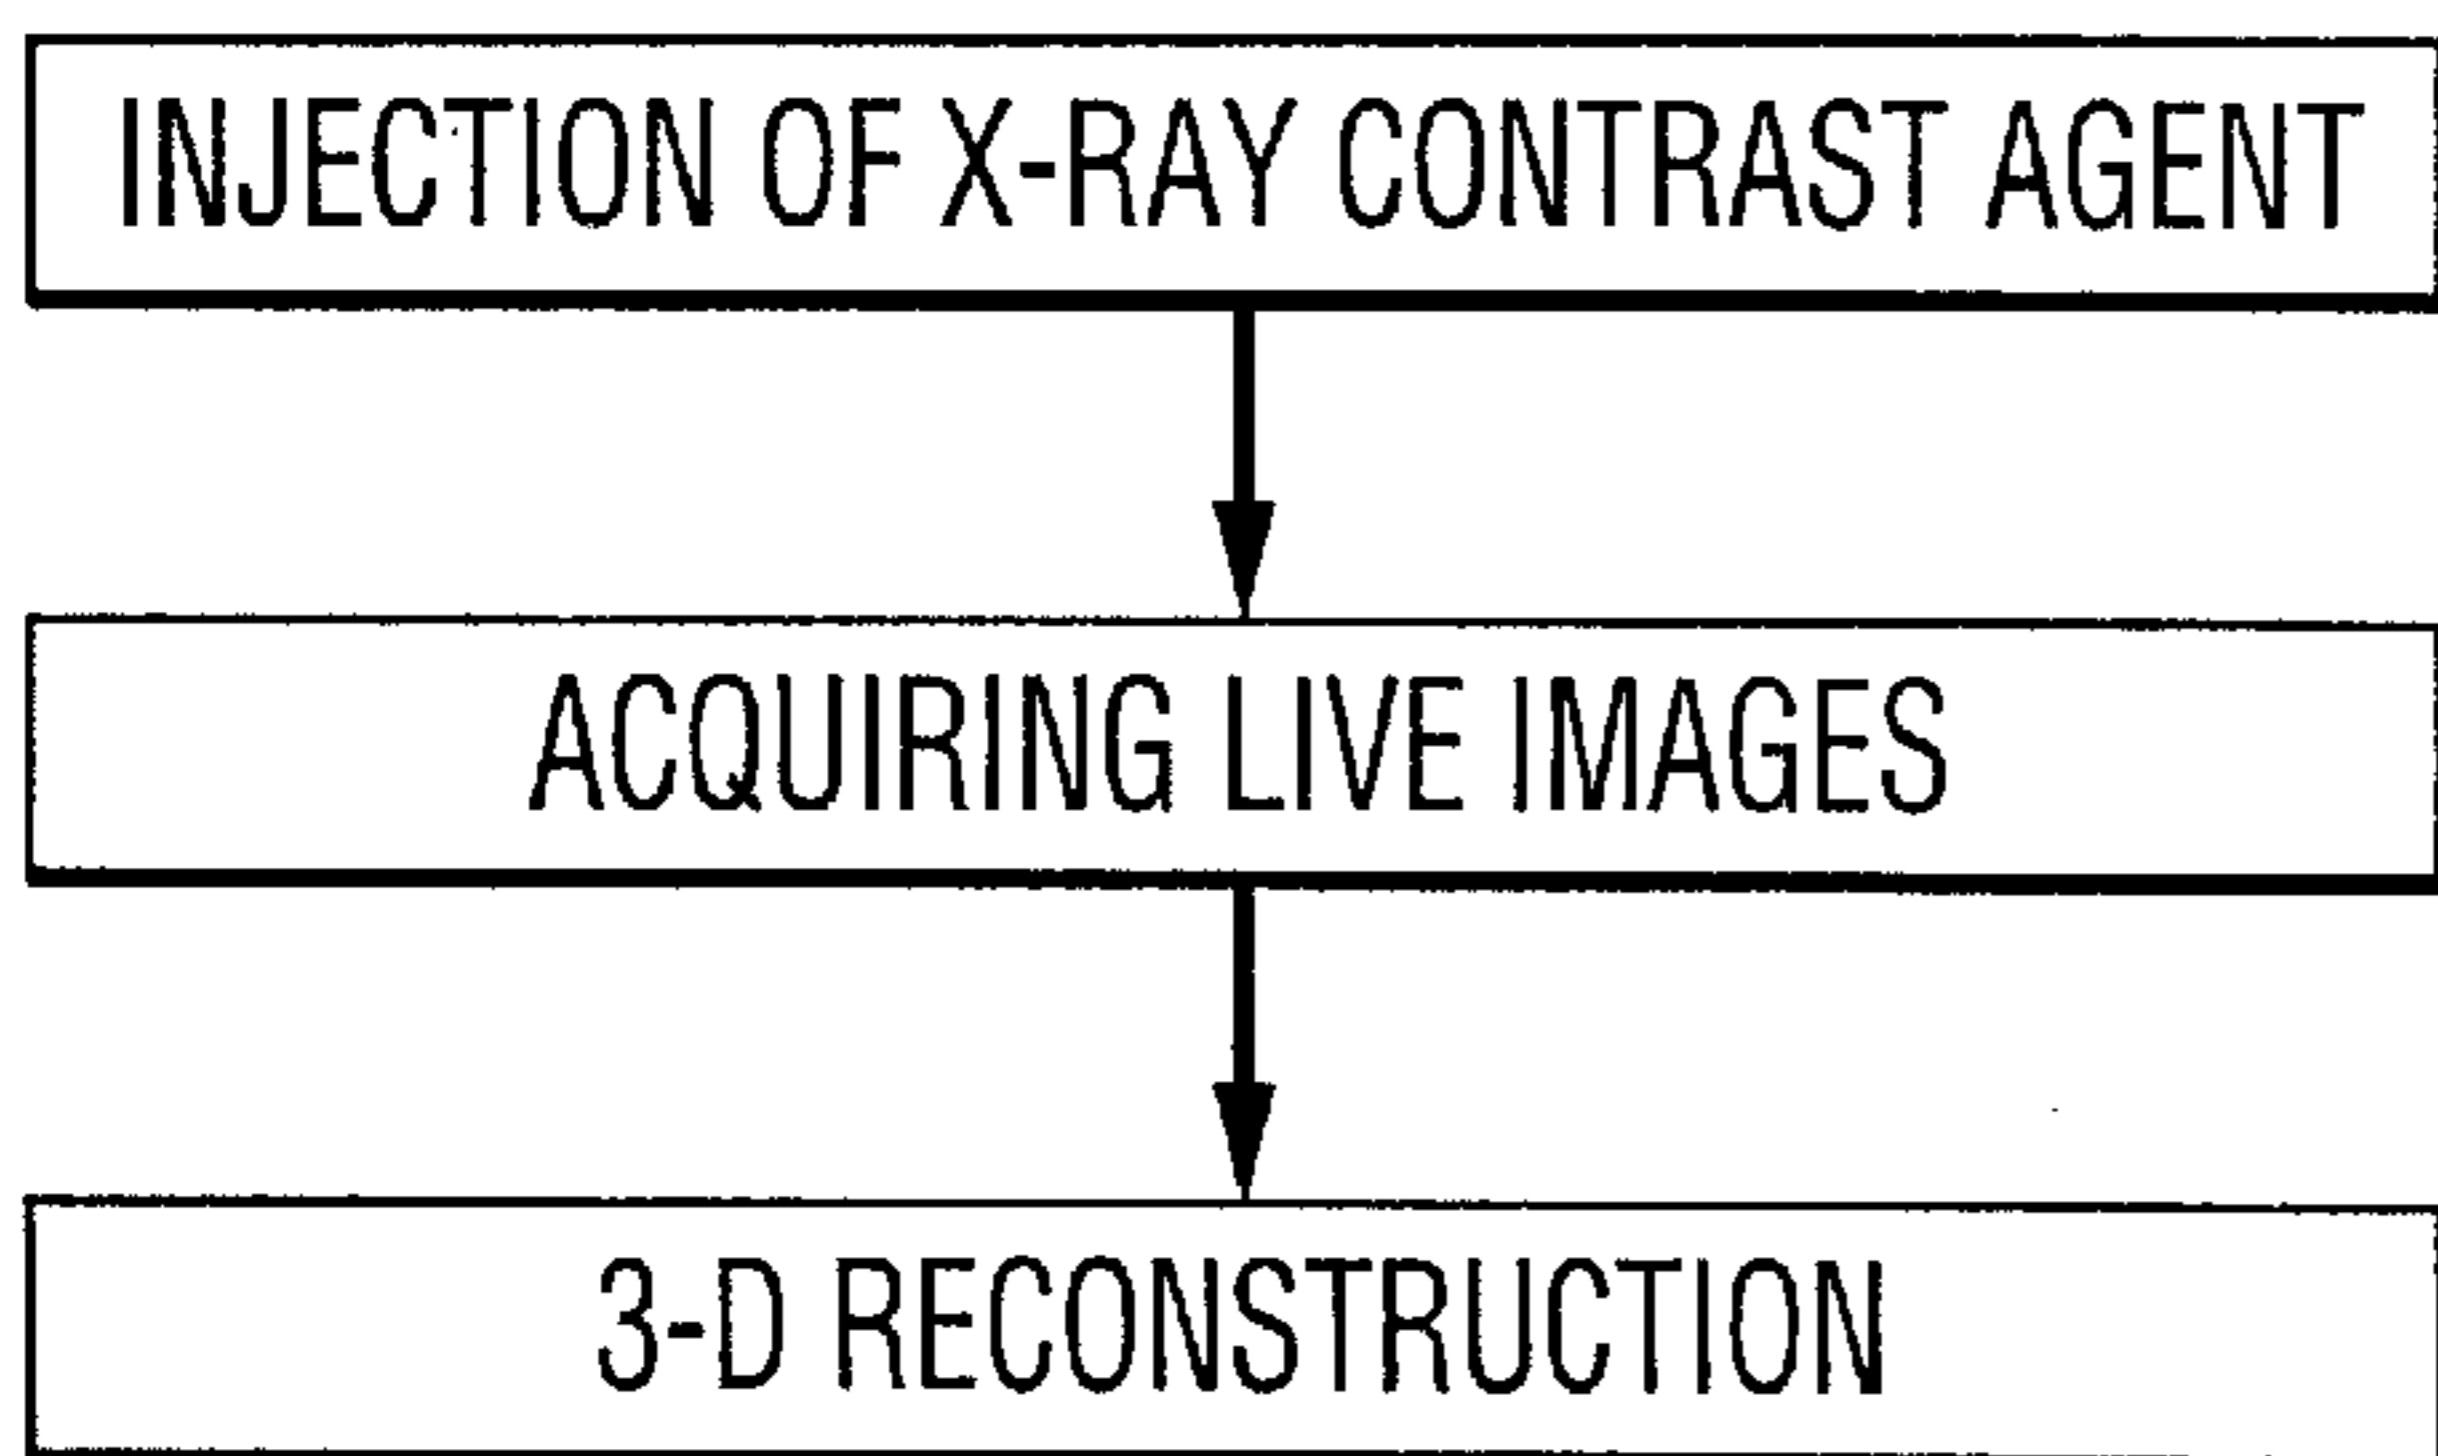 INJECTION OF X-RAY CONTRAST AGENT
ACQUIRING LIVE IMAGES
3-D RECONSTRUCTION